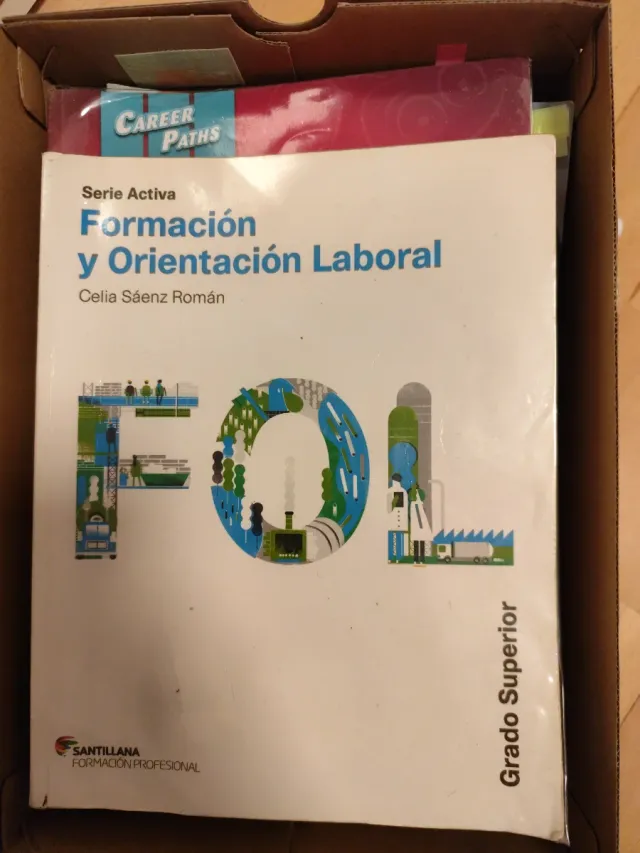 CAREER
PATHS
Serie Activa
Formación
y Orientación Laboral
Celia Sáenz Román
FOL
Grado Superior
SANTILLANA
FORMACIÓN PROFESIONAL